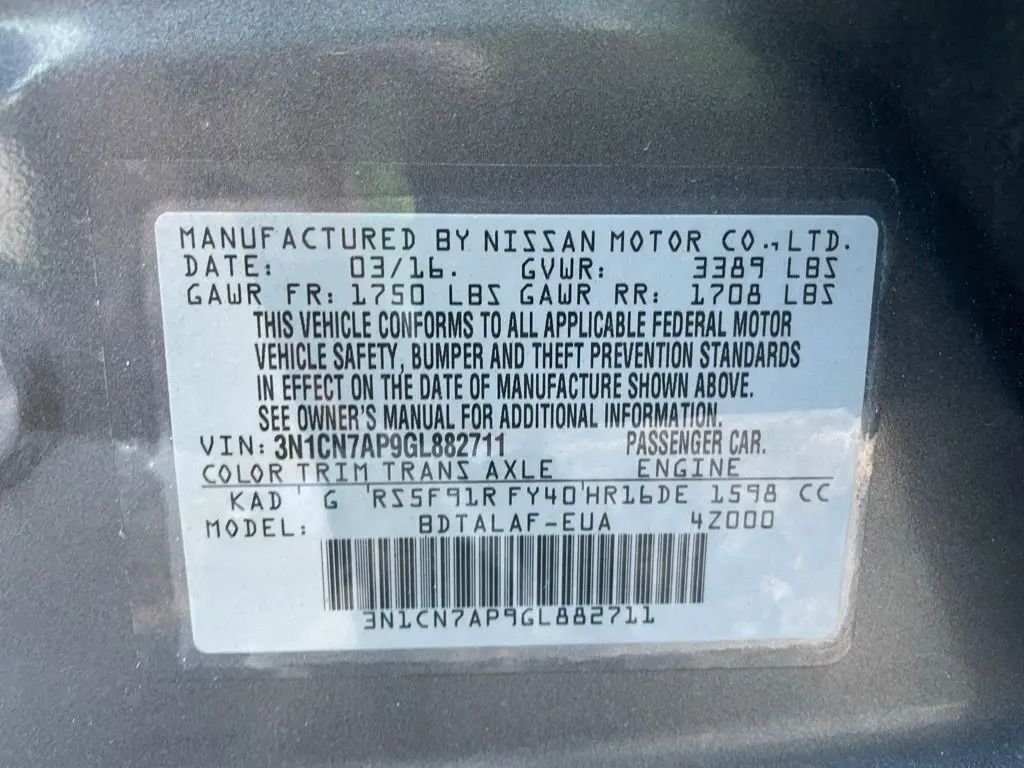 MANUFACTURED BY NISSAN MOTOR CO.,LTD.
DATE: 03/16. GVWR: 3389 LBS
GAWR FR: 1750 LBS GAWR RR: 1708 LBS
THIS VEHICLE CONFORMS TO ALL APPLICABLE FEDERAL MOTOR
VEHICLE SAFETY, BUMPER AND THEFT PREVENTION STANDARDS
IN EFFECT ON THE DATE OF MANUFACTURE SHOWN ABOVE.
SEE OWNER'S MANUAL FOR ADDITIONAL INFORMATION.
VIN: 3N1CN7AP9GL882711 PASSENGER CAR.
COLOR TRIM TRANS AXLE ENGINE
KAD G RS5F91R FY40 HR16DE 1598 CC
MODEL: BDTALAF-EUA 4Z000
3N1CN7AP9GL882711